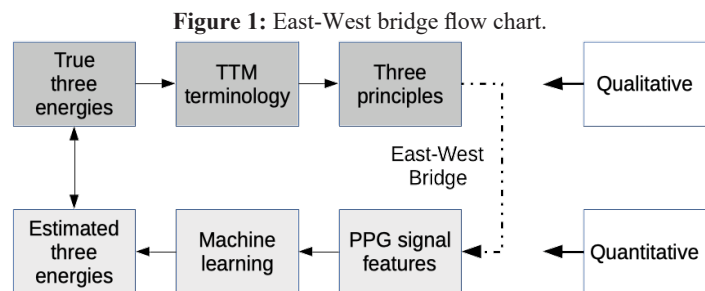 Figure 1: East-West bridge flow chart.
True
three
energies
TTM
terminology
Three
principles
Qualitative
East-West
Bridge
Estimated
three
energies
Machine
learning
PPG signal
features
Quantitative